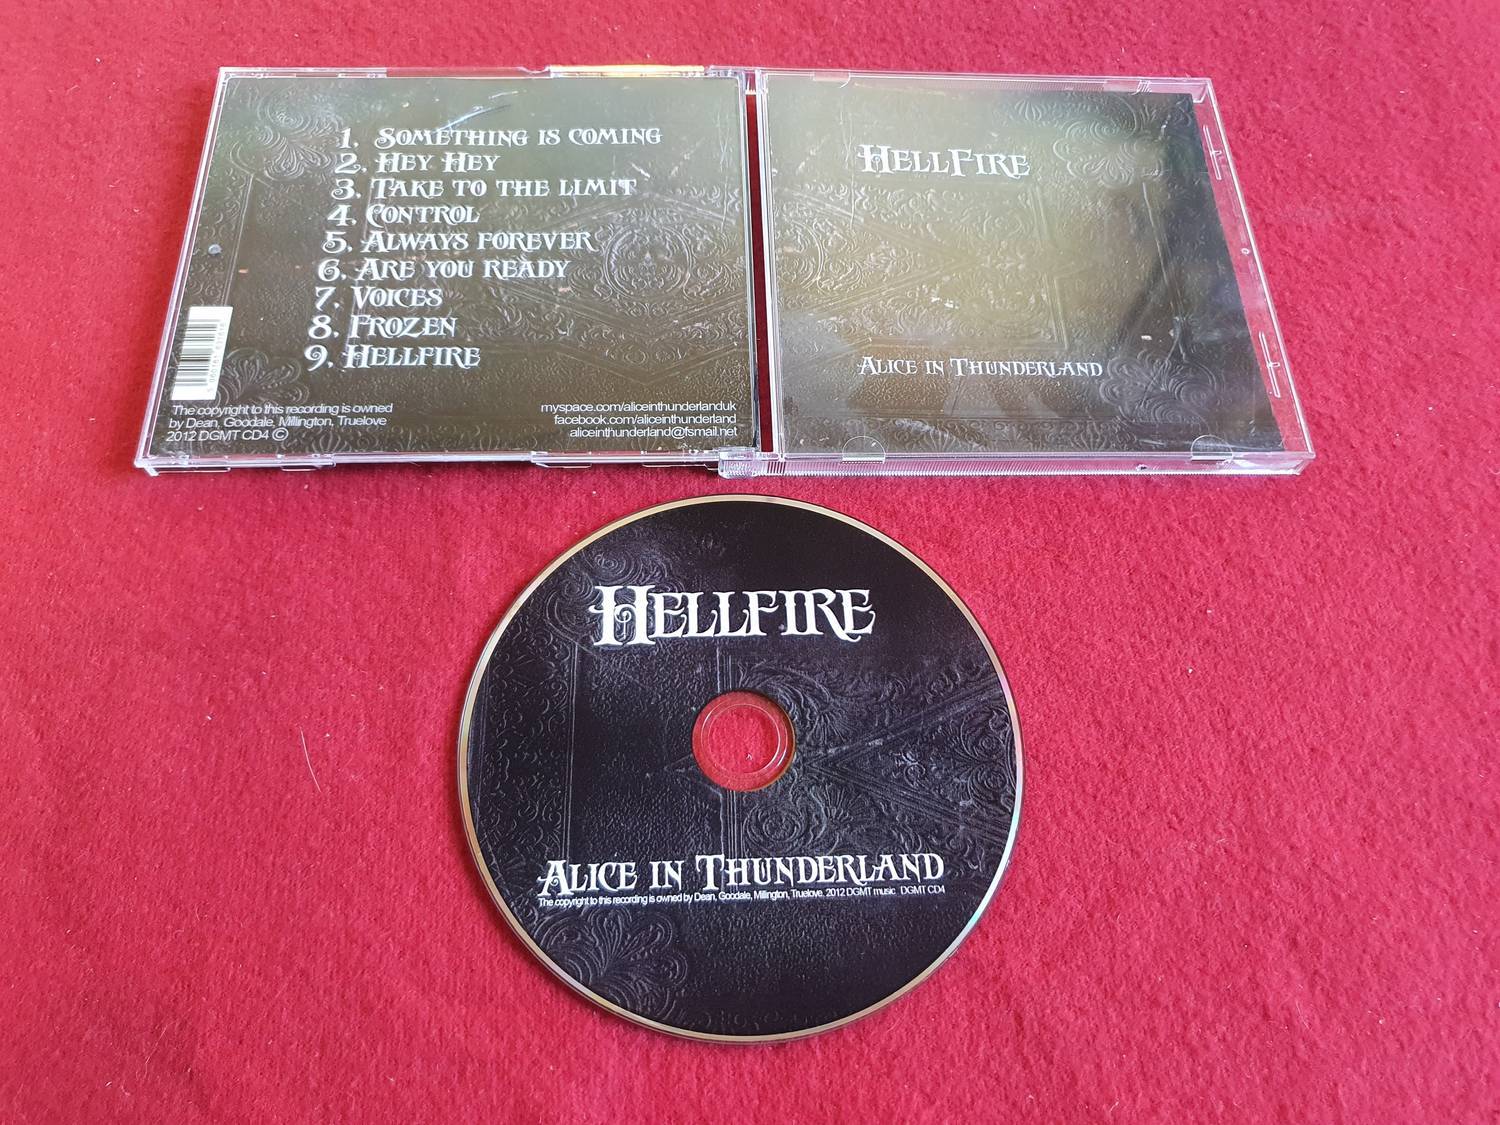 1. Something is coming
2. Hey Hey
3. Take to the limit
4. Control
5. Always forever
6. Are you ready
7. Voices
8. Frozen
9. Hellfire
The copyright to this recording is owned
by Dean, Goodale, Millington, Truelove
2012 DGMT CD4 ©
myspace.com/aliceinthunderlanduk
facebook.com/aliceinthunderland
aliceinthunderland@fsmail.net
HellFire
Alice in Thunderland
Hellfire
Alice in Thunderland
The copyright to this recording is owned by Dean, Goodale, Millington, Truelove. 2012 DGMT music DGMT CD4